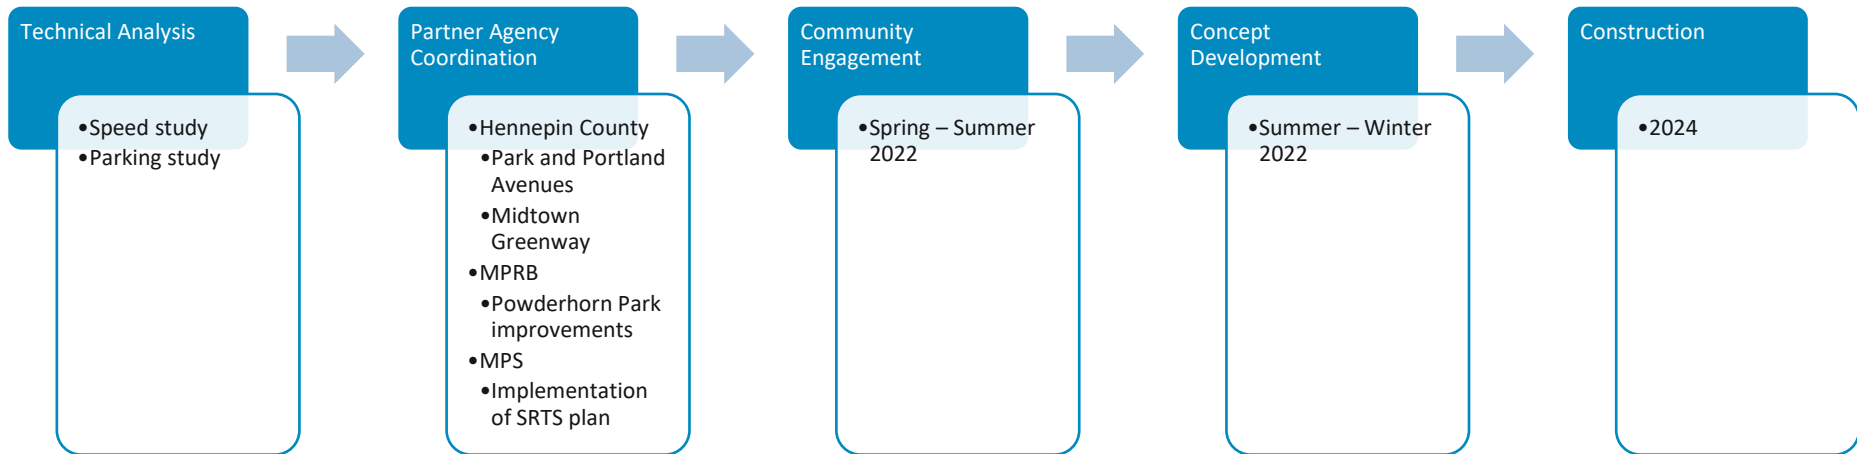 Technical Analysis
•Speed study
•Parking study
Partner Agency
Coordination
•Hennepin County
•Park and Portland
Avenues
•Midtown
Greenway
•MPRB
•Powderhorn Park
improvements
•MPS
•Implementation
of SRTS plan
Community
Engagement
•Spring – Summer
2022
Concept
Development
•Summer – Winter
2022
Construction
•2024